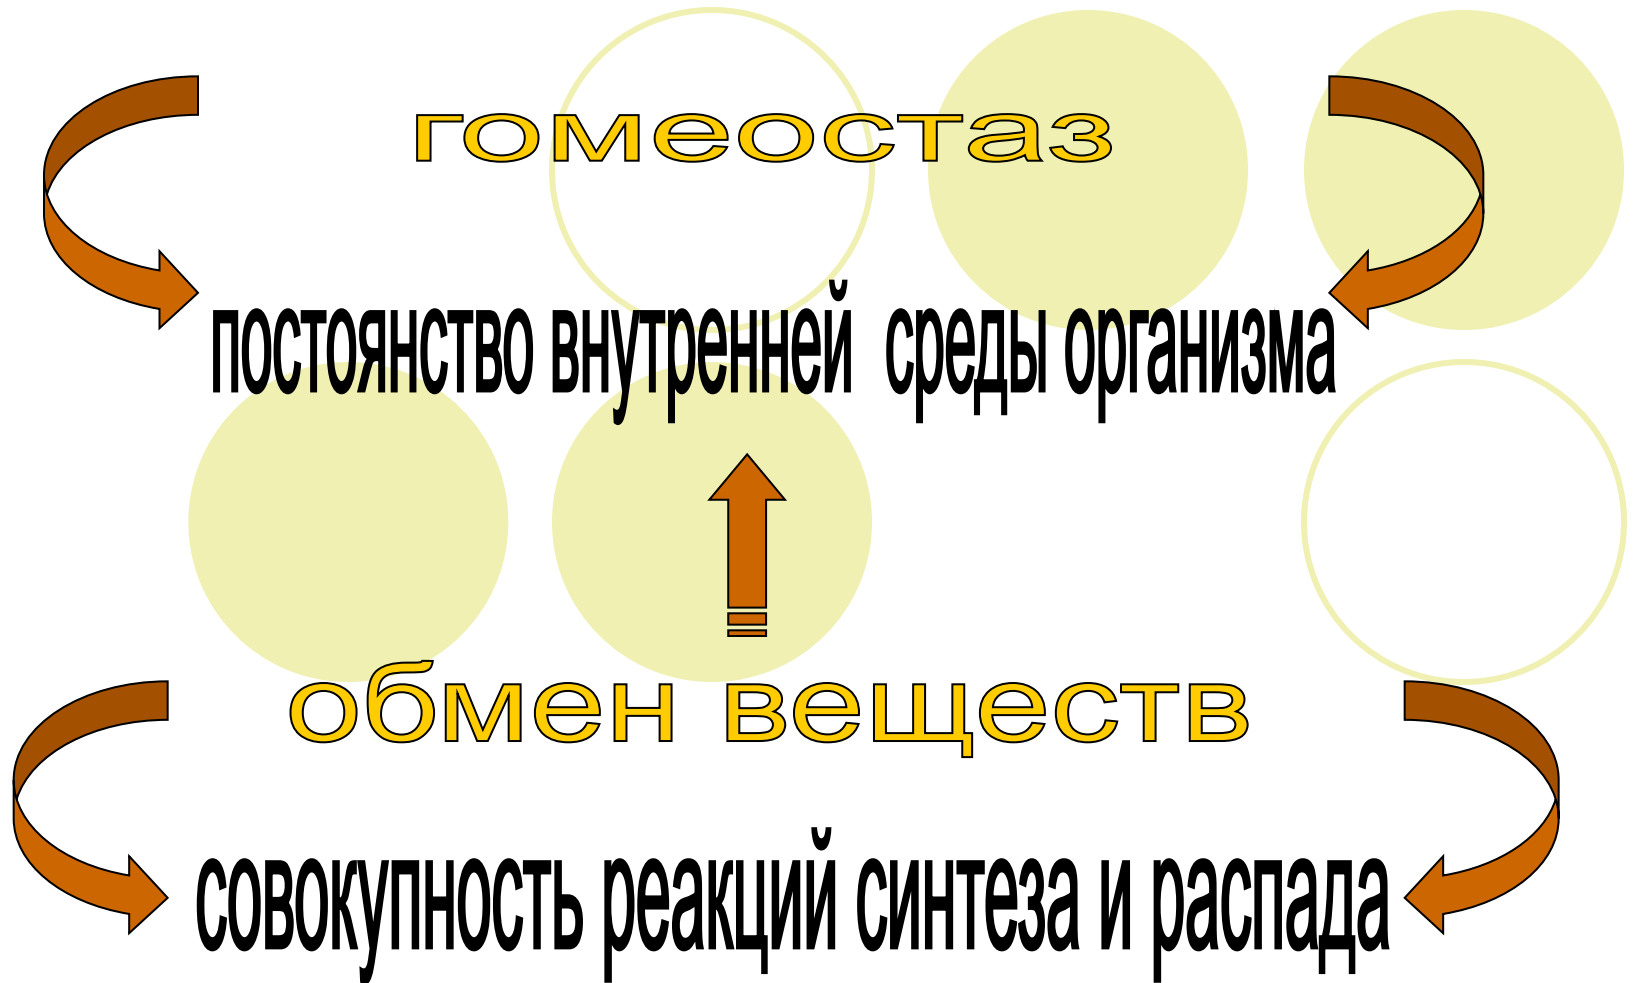 гомеостаз
постоянство внутренней среды организма
обмен веществ
совокупность реакций синтеза и распада